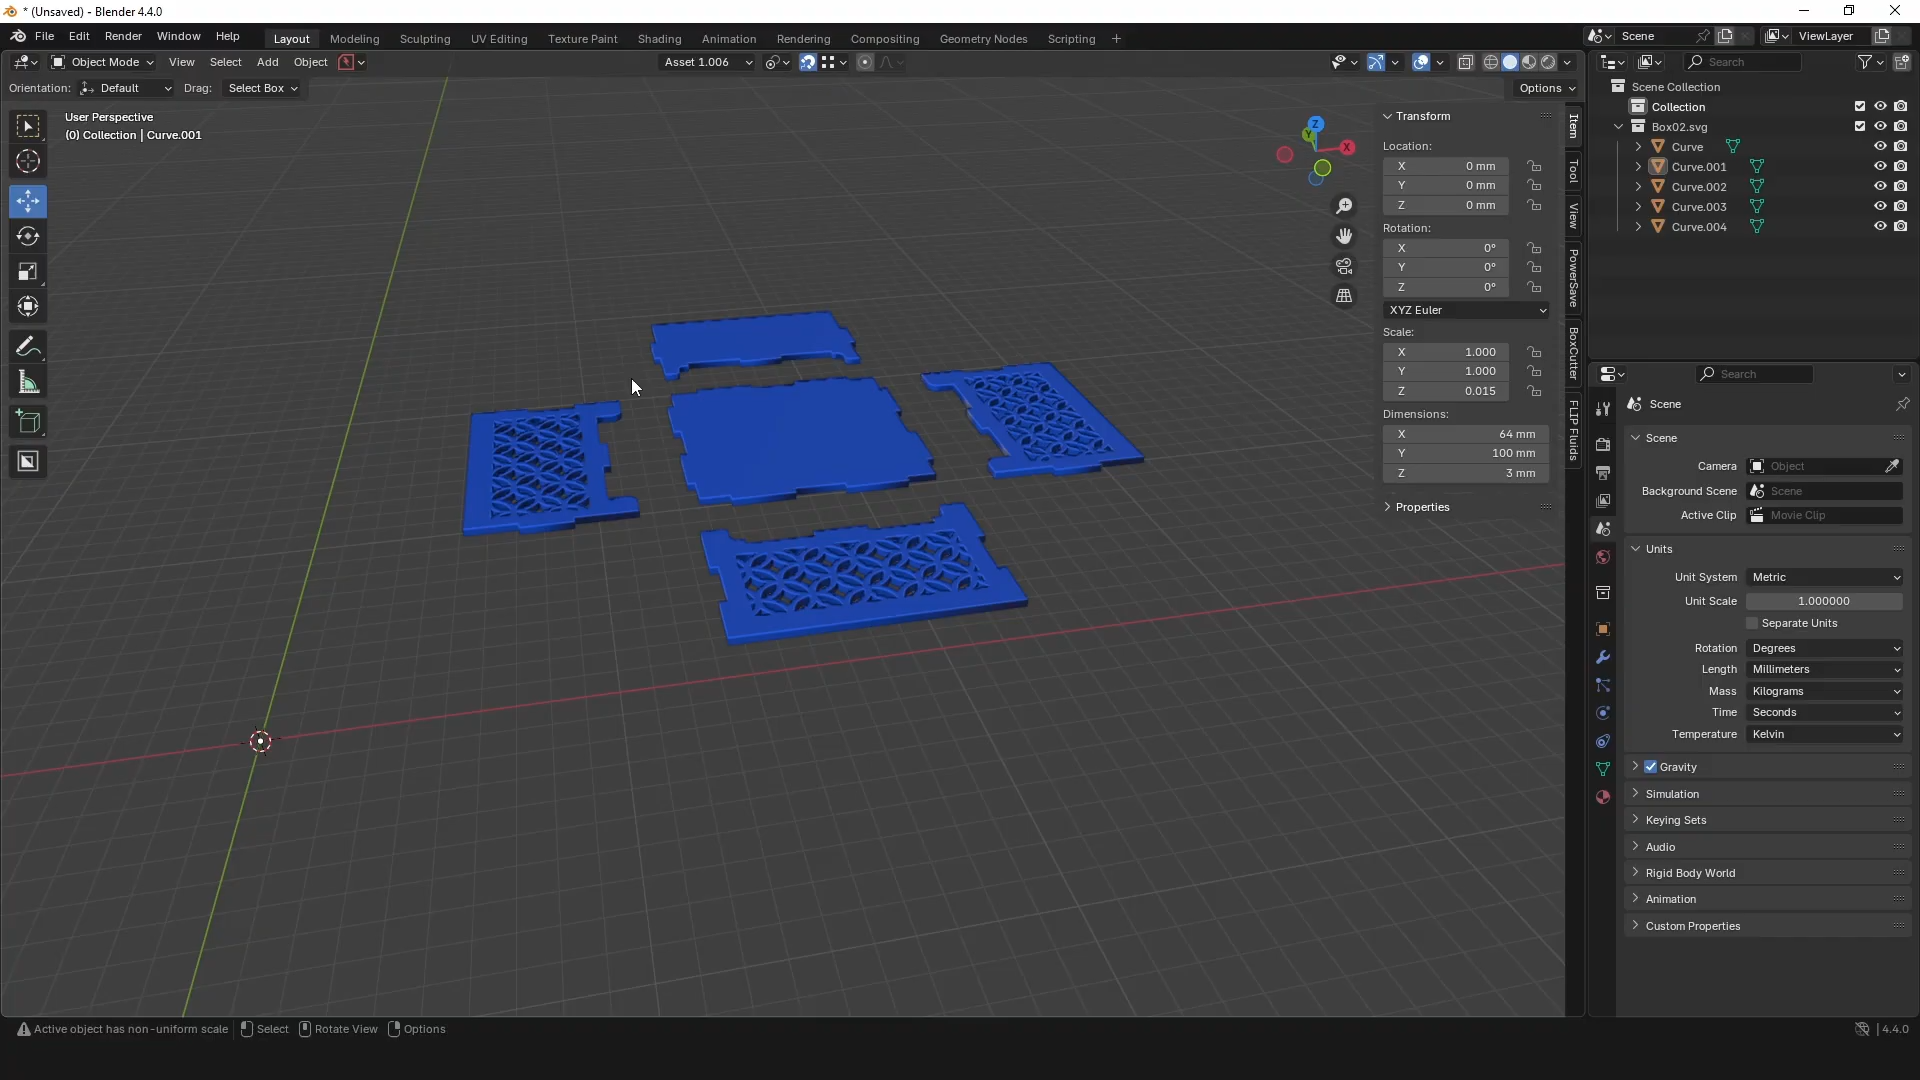 * (Unsaved) - Blender 4.4.0
File Edit Render Window Help
Layout Modeling Sculpting UV Editing Texture Paint Shading Animation Rendering Compositing Geometry Nodes Scripting +
Scene ViewLayer
Object Mode View Select Add Object
Asset 1.006
Search
Orientation: Default Drag: Select Box
Options
User Perspective
(0) Collection | Curve.001
Z
Y
X
Transform
Location:
X 0 mm
Y 0 mm
Z 0 mm
Rotation:
X 0°
Y 0°
Z 0°
XYZ Euler
Scale:
X 1.000
Y 1.000
Z 0.015
Dimensions:
X 64 mm
Y 100 mm
Z 3 mm
Properties
Item
Tool
View
PowerSave
BoxCutter
FLIP Fluids
Scene Collection
Collection
Box02.svg
Curve
Curve.001
Curve.002
Curve.003
Curve.004
Search
Scene
Scene
Camera Object
Background Scene Scene
Active Clip Movie Clip
Units
Unit System Metric
Unit Scale 1.000000
Separate Units
Rotation Degrees
Length Millimeters
Mass Kilograms
Time Seconds
Temperature Kelvin
Gravity
Simulation
Keying Sets
Audio
Rigid Body World
Animation
Custom Properties
Active object has non-uniform scale Select Rotate View Options
4.4.0